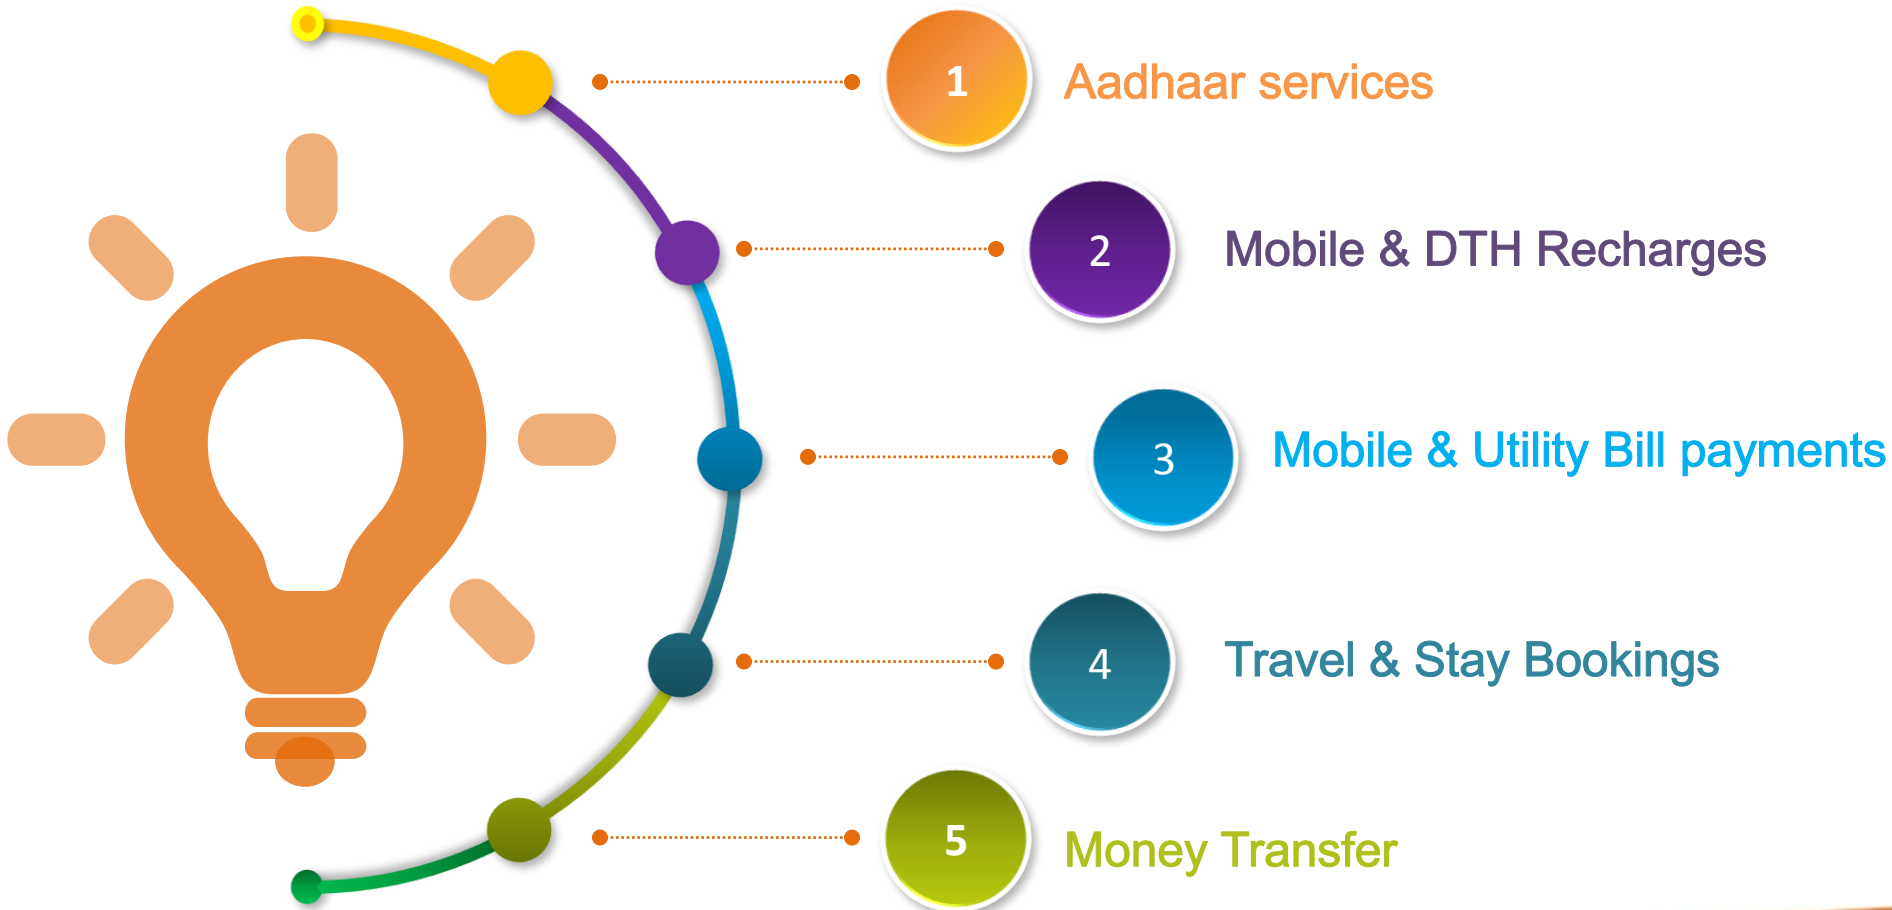 1 Aadhaar services
2 Mobile & DTH Recharges
3 Mobile & Utility Bill payments
4 Travel & Stay Bookings
5 Money Transfer